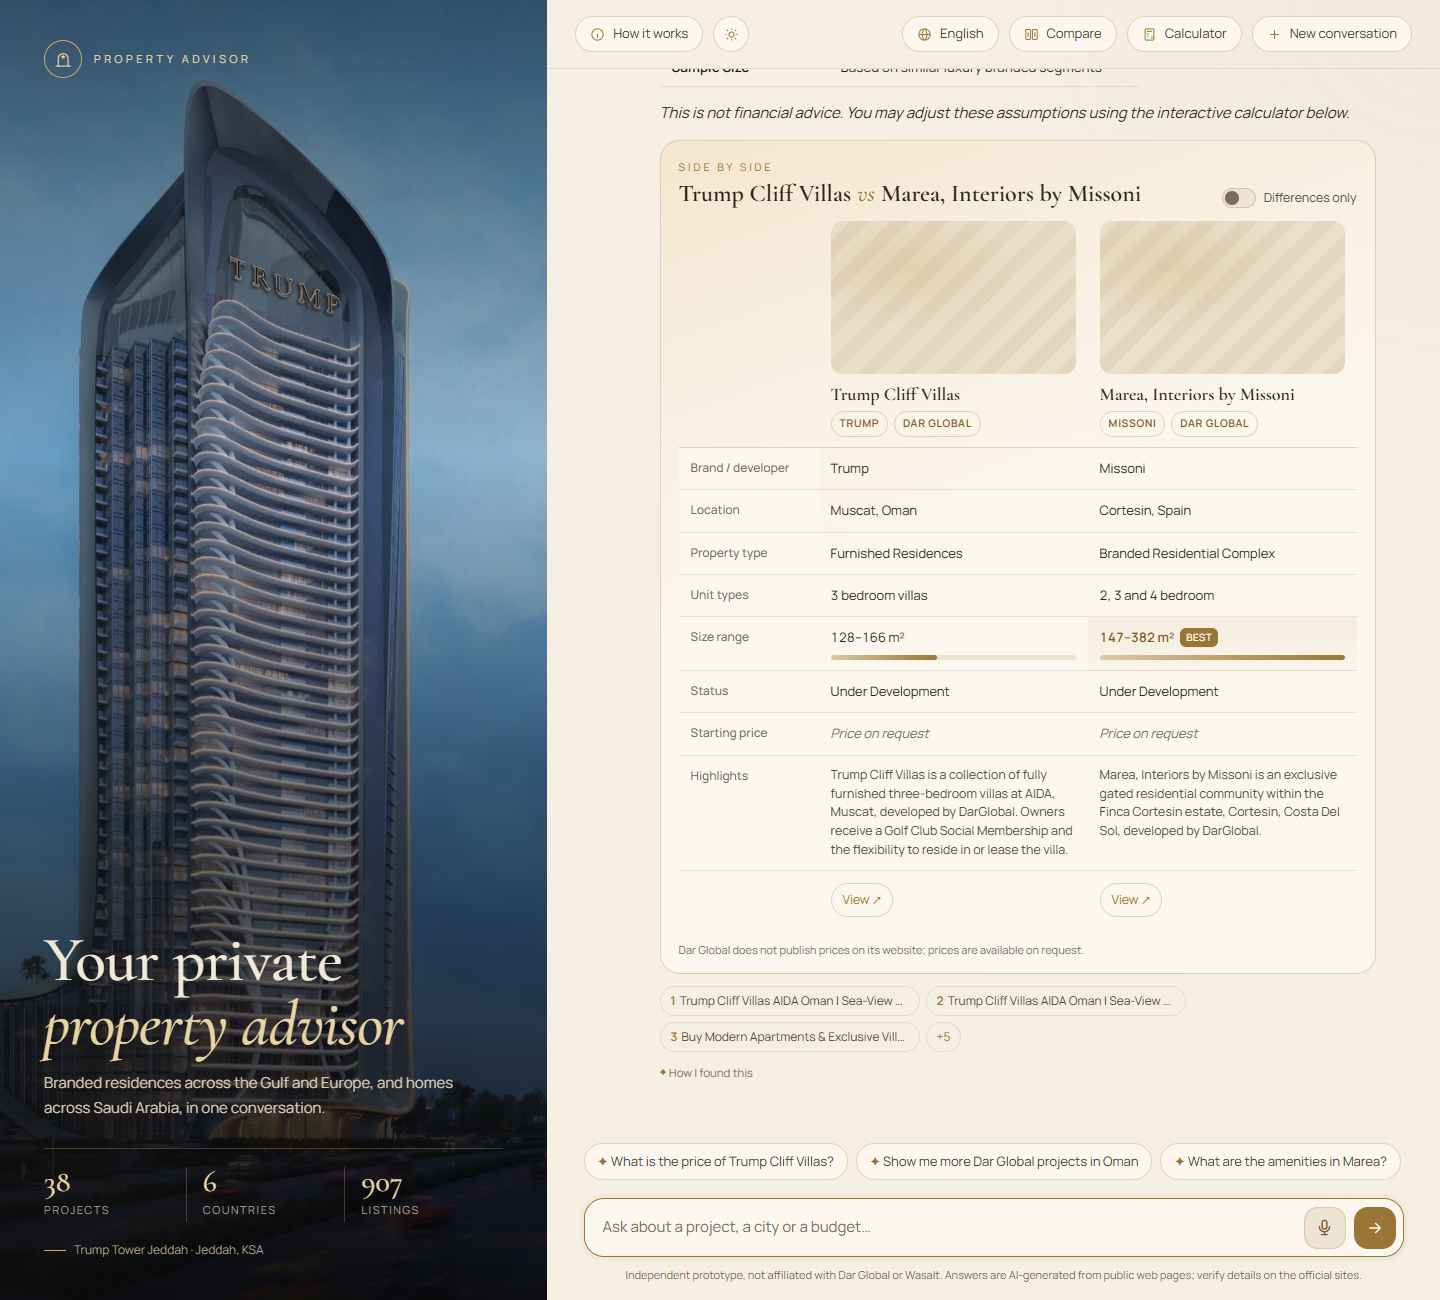 PROPERTY ADVISOR
TRUMP
Your private
property advisor
Branded residences across the Gulf and Europe, and homes
across Saudi Arabia, in one conversation.
38
PROJECTS
6
COUNTRIES
907
LISTINGS
Trump Tower Jeddah · Jeddah, KSA
How it works
English
Compare
Calculator
New conversation
Sample Size
Based on similar luxury branded segments
This is not financial advice. You may adjust these assumptions using the interactive calculator below.
SIDE BY SIDE
Trump Cliff Villas vs Marea, Interiors by Missoni
Differences only
Trump Cliff Villas
TRUMP DAR GLOBAL
Marea, Interiors by Missoni
MISSONI DAR GLOBAL
Brand / developer Trump Missoni
Location Muscat, Oman Cortesin, Spain
Property type Furnished Residences Branded Residential Complex
Unit types 3 bedroom villas 2, 3 and 4 bedroom
Size range 128–166 m² 147–382 m² BEST
Status Under Development Under Development
Starting price Price on request Price on request
Highlights
Trump Cliff Villas is a collection of fully
furnished three-bedroom villas at AIDA,
Muscat, developed by DarGlobal. Owners
receive a Golf Club Social Membership and
the flexibility to reside in or lease the villa.
Marea, Interiors by Missoni is an exclusive
gated residential community within the
Finca Cortesin estate, Cortesin, Costa Del
Sol, developed by DarGlobal.
View ↗ View ↗
Dar Global does not publish prices on its website; prices are available on request.
1 Trump Cliff Villas AIDA Oman | Sea-View ...
2 Trump Cliff Villas AIDA Oman | Sea-View ...
3 Buy Modern Apartments & Exclusive Vill...
+5
How I found this
What is the price of Trump Cliff Villas?
Show me more Dar Global projects in Oman
What are the amenities in Marea?
Ask about a project, a city or a budget...
Independent prototype, not affiliated with Dar Global or Wasalt. Answers are AI-generated from public web pages; verify details on the official sites.